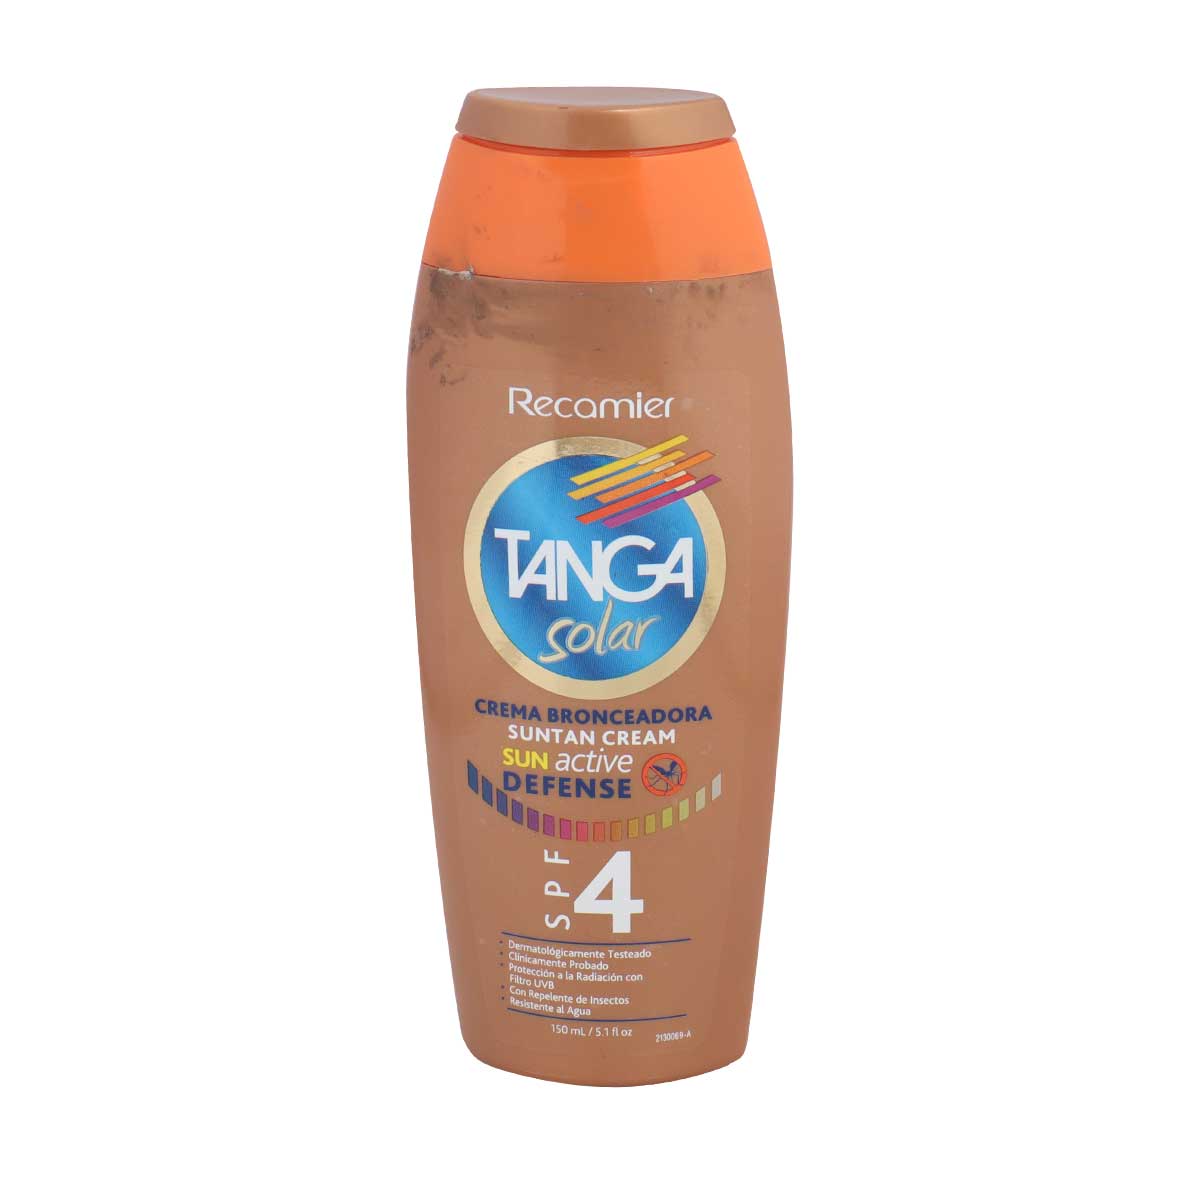 Recamier
TANGA
solar
CREMA BRONCEADORA
SUNTAN CREAM
SUN active
DEFENSE
SPF 4
• Dermatológicamente Testeado
• Clínicamente Probado
• Protección a la Radiación con
Filtro UVB
• Con Repelente de Insectos
• Resistente al Agua
150 mL / 5.1 fl oz
2130069-A